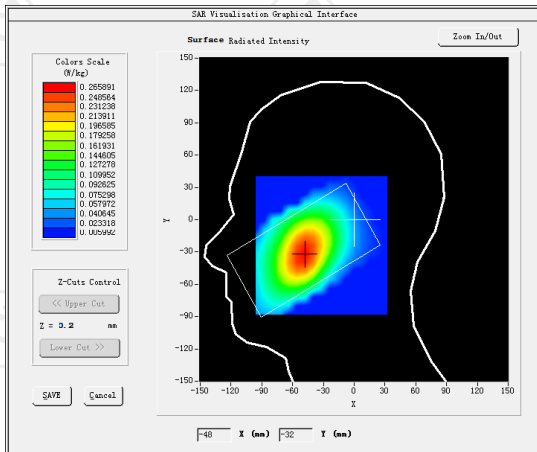 SAR Visualisation Graphical Interface
Surface Radiated Intensity
Zoom In/Out
Colors Scale
(W/kg)
0.265891
0.248564
0.231238
0.213911
0.196585
0.179258
0.161931
0.144605
0.127278
0.109952
0.092625
0.075298
0.057972
0.040645
0.023318
0.005992
Z-Cuts Control
<< Upper Cut
Z = 0.2 mm
Lower Cut >>
SAVE Cancel
150
120
90
60
30
0
-30
-60
-90
-120
-150
Y
-150 -120 -90 -60 -30 0 30 60 90 120 150
X
-48 X (mm) -32 Y (mm)